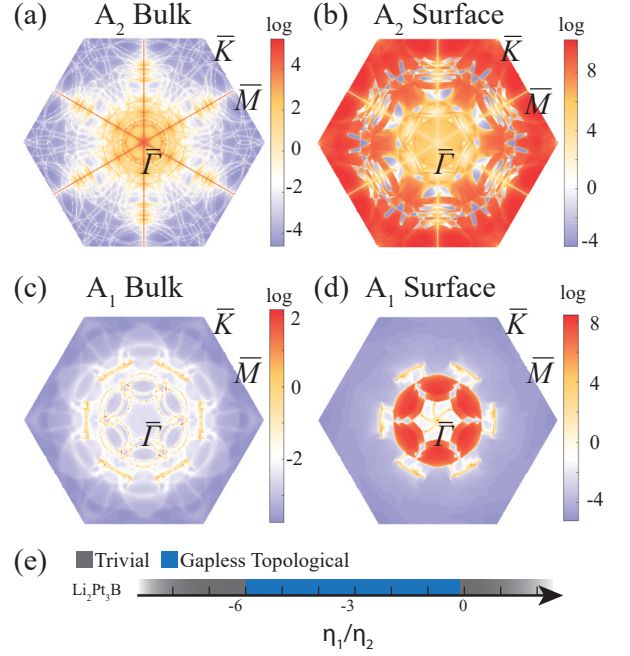 (a) A₂ Bulk
log
K̅
M̅
Γ̅
4
2
0
-2
-4
(b) A₂ Surface
log
K̅
M̅
Γ̅
8
4
0
-4
(c) A₁ Bulk
log
K̅
M̅
Γ̅
2
0
-2
(d) A₁ Surface
log
K̅
M̅
Γ̅
8
4
0
-4
(e) Trivial Gapless Topological
Li₂Pt₃B
-6 -3 0
η₁/η₂